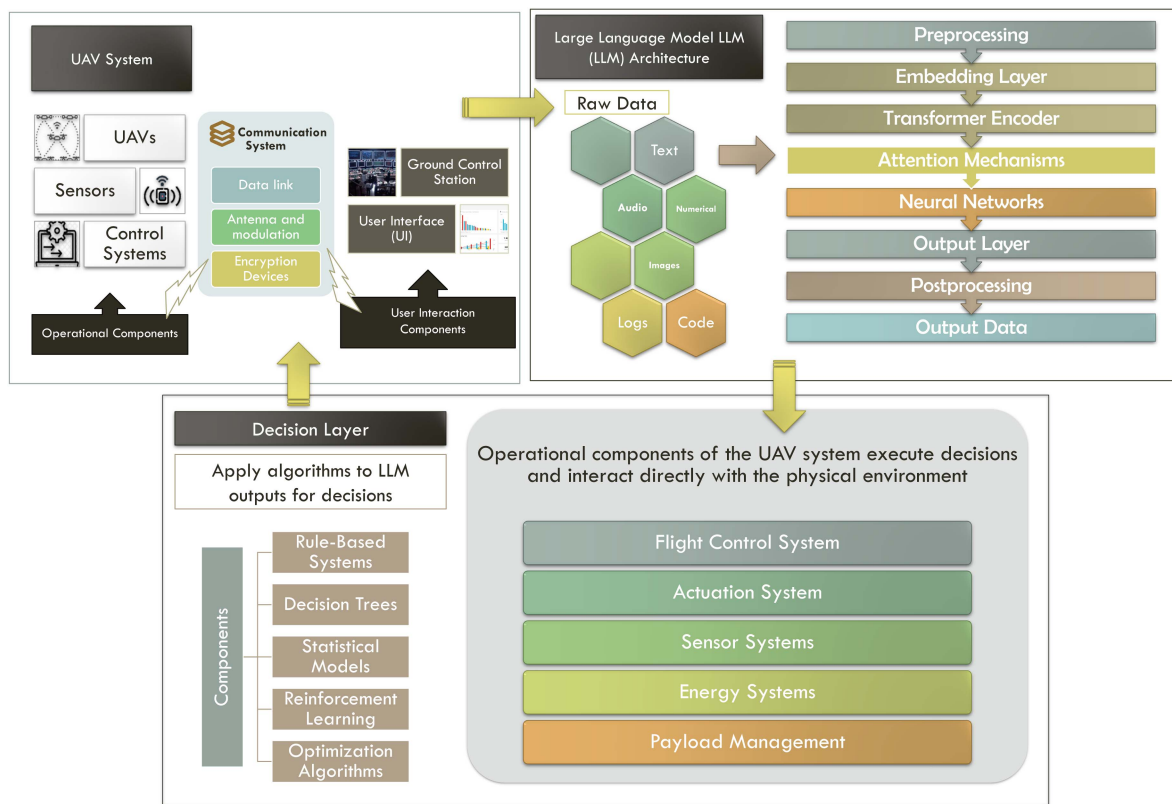 UAV System
UAVs
Sensors
Control
Systems
Operational Components
Communication
System
Data link
Antenna and
modulation
Encryption
Devices
Ground Control
Station
User Interface
(UI)
User Interaction
Components
Large Language Model LLM
(LLM) Architecture
Raw Data
Text
Audio
Numerical
Images
Logs
Code
Preprocessing
Embedding Layer
Transformer Encoder
Attention Mechanisms
Neural Networks
Output Layer
Postprocessing
Output Data
Decision Layer
Apply algorithms to LLM
outputs for decisions
Components
Rule-Based
Systems
Decision Trees
Statistical
Models
Reinforcement
Learning
Optimization
Algorithms
Operational components of the UAV system execute decisions
and interact directly with the physical environment
Flight Control System
Actuation System
Sensor Systems
Energy Systems
Payload Management